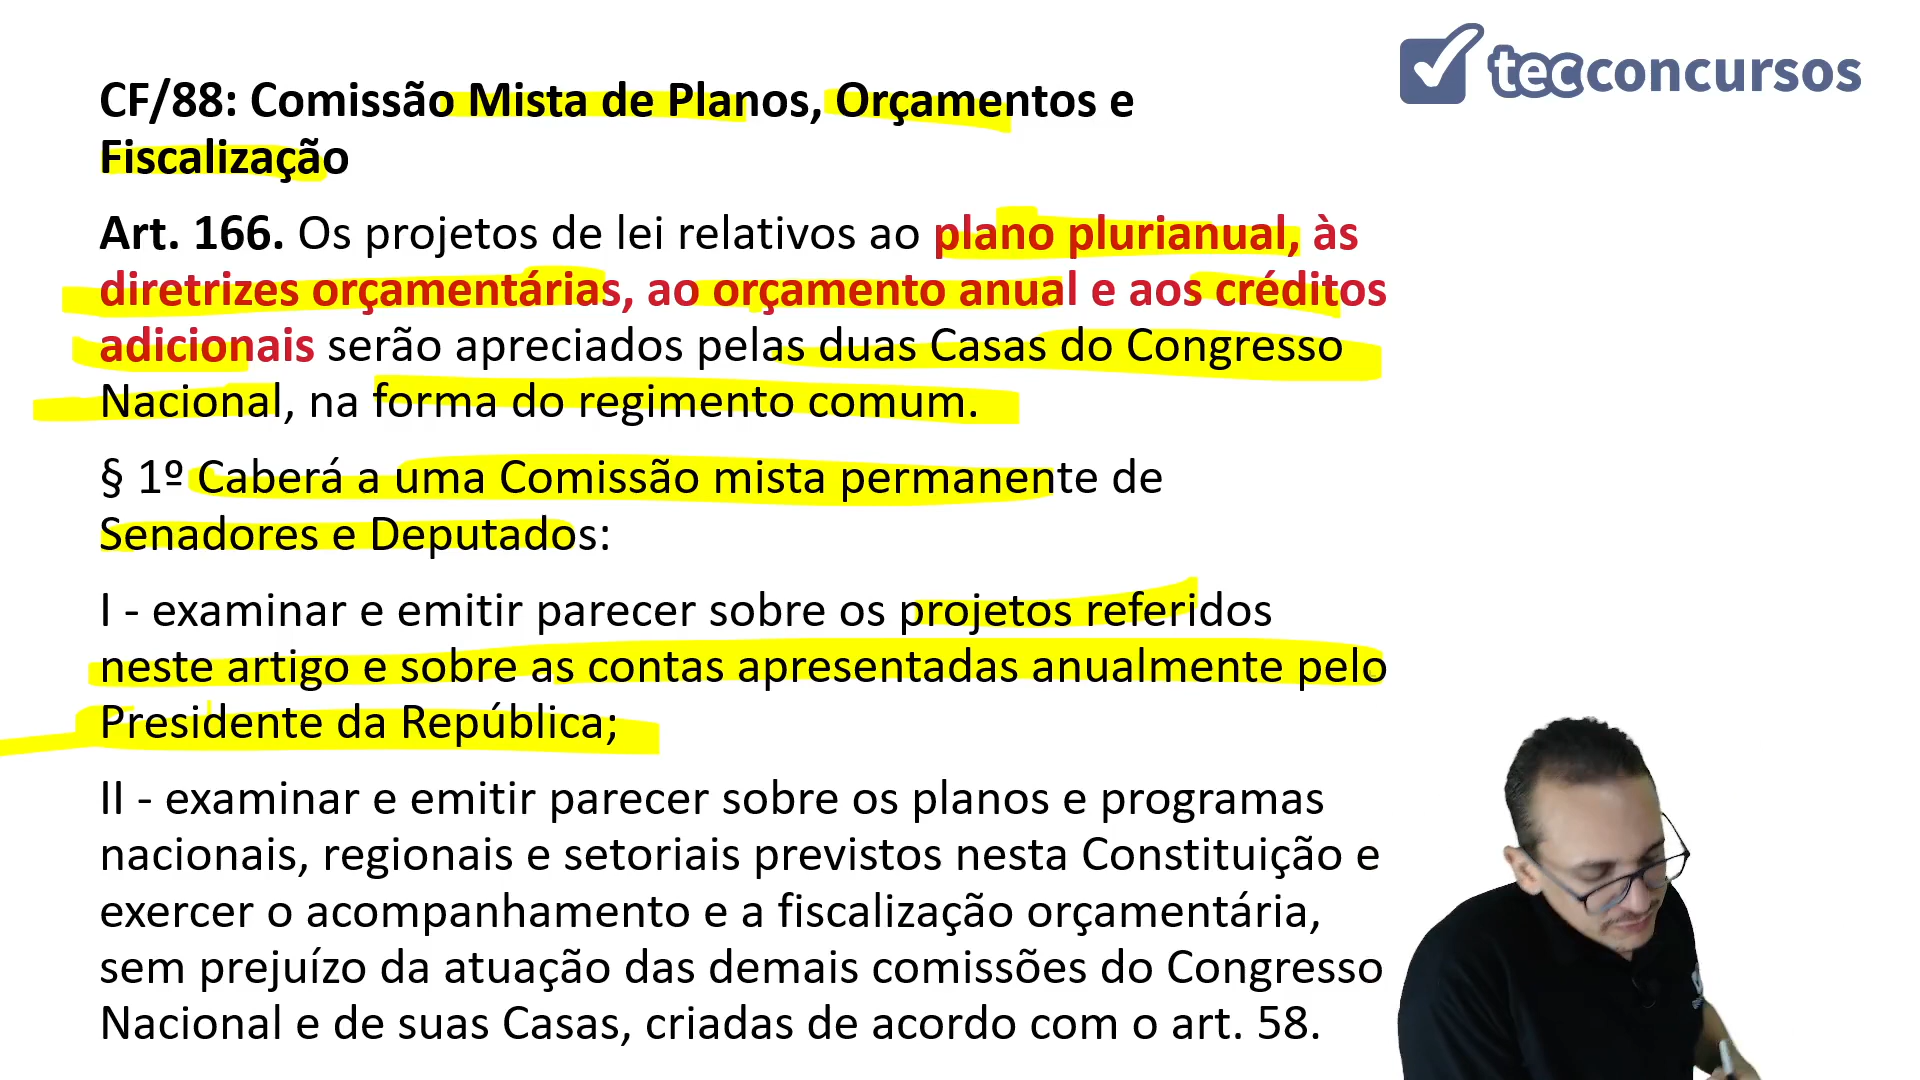 tecconcursos
CF/88: Comissão Mista de Planos, Orçamentos e
Fiscalização
Art. 166. Os projetos de lei relativos ao plano plurianual, às
diretrizes orçamentárias, ao orçamento anual e aos créditos
adicionais serão apreciados pelas duas Casas do Congresso
Nacional, na forma do regimento comum.
§ 1º Caberá a uma Comissão mista permanente de
Senadores e Deputados:
I - examinar e emitir parecer sobre os projetos referidos
neste artigo e sobre as contas apresentadas anualmente pelo
Presidente da República;
II - examinar e emitir parecer sobre os planos e programas
nacionais, regionais e setoriais previstos nesta Constituição e
exercer o acompanhamento e a fiscalização orçamentária,
sem prejuízo da atuação das demais comissões do Congresso
Nacional e de suas Casas, criadas de acordo com o art. 58.